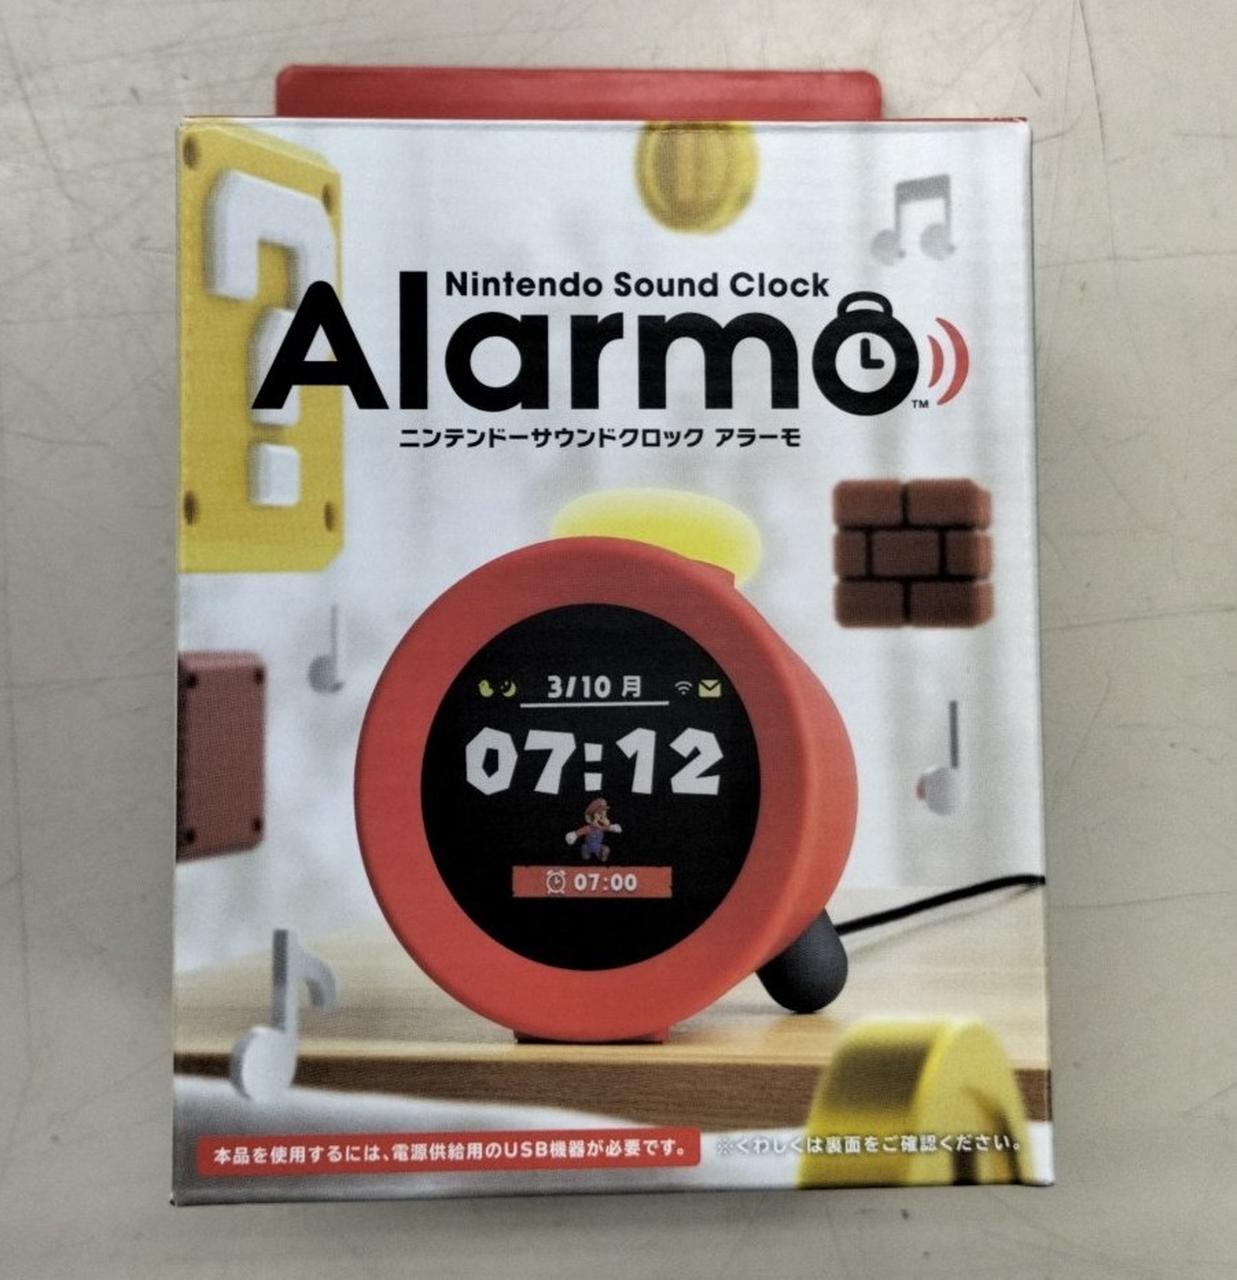 Nintendo Sound Clock
Alarmo
TM
ニンテンドーサウンドクロック アラーモ
3/10 月
07:12
07:00
本品を使用するには、電源供給用のUSB機器が必要です。 ※くわしくは裏面をご確認ください。